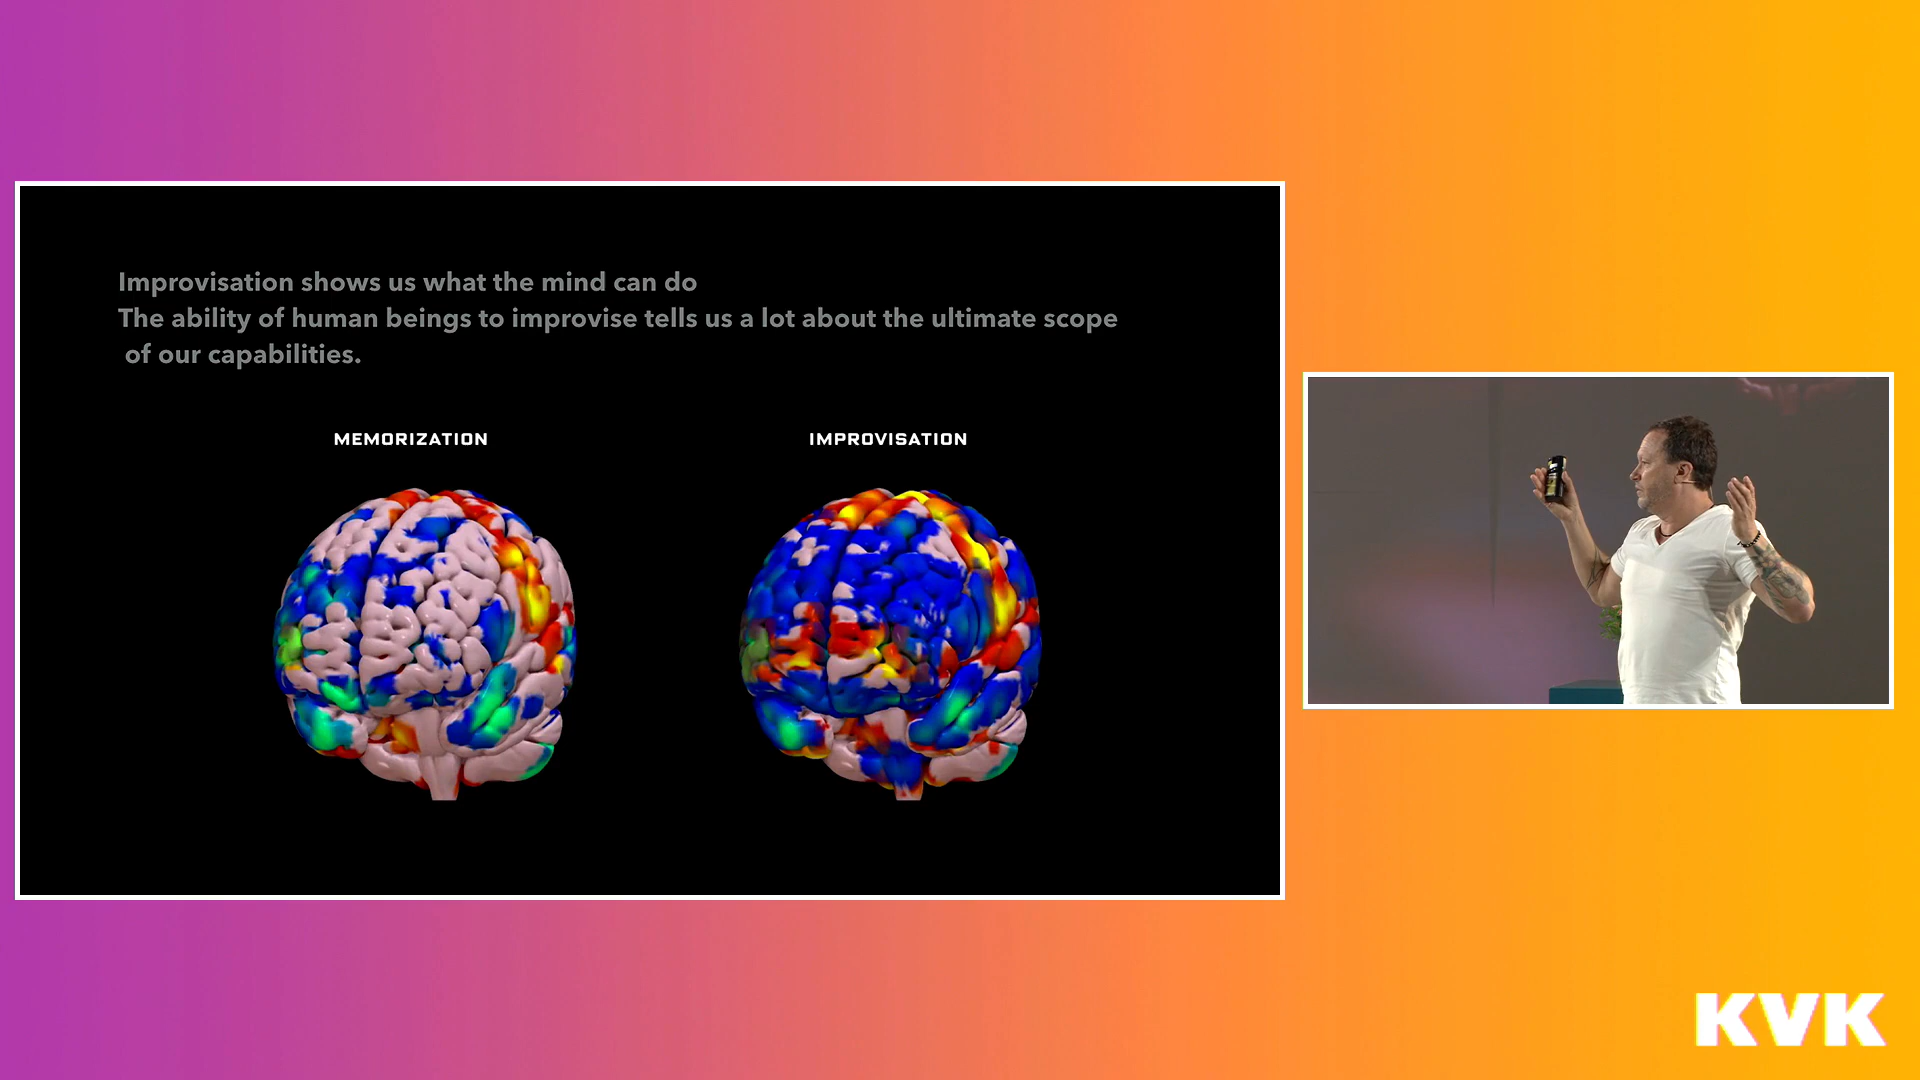 Improvisation shows us what the mind can do
The ability of human beings to improvise tells us a lot about the ultimate scope
of our capabilities.
MEMORIZATION
IMPROVISATION
KVK